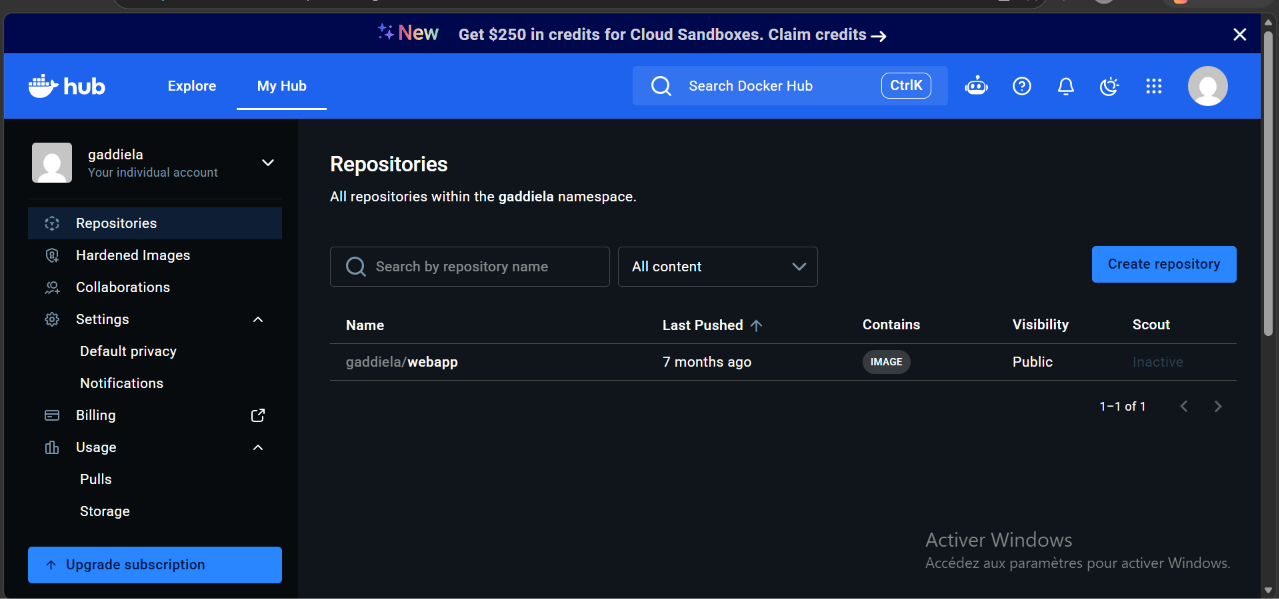 New Get $250 in credits for Cloud Sandboxes. Claim credits →
hub Explore My Hub Search Docker Hub CtrlK
gaddiela
Your individual account
Repositories
Hardened Images
Collaborations
Settings
Default privacy
Notifications
Billing
Usage
Pulls
Storage
Upgrade subscription
Repositories
All repositories within the gaddiela namespace.
Search by repository name All content Create repository
Name Last Pushed Contains Visibility Scout
gaddiela/webapp 7 months ago IMAGE Public Inactive
1–1 of 1
Activer Windows
Accédez aux paramètres pour activer Windows.